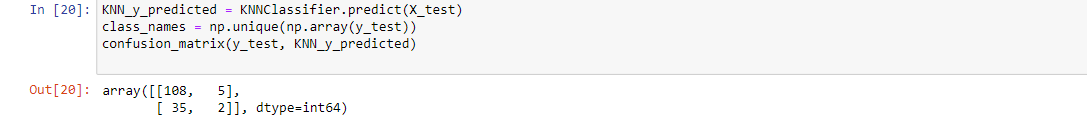 In [20]: KNN_y_predicted = KNNClassifier.predict(X_test)
class_names = np.unique(np.array(y_test))
confusion_matrix(y_test, KNN_y_predicted)
Out[20]: array([[108,   5],
       [ 35,   2]], dtype=int64)